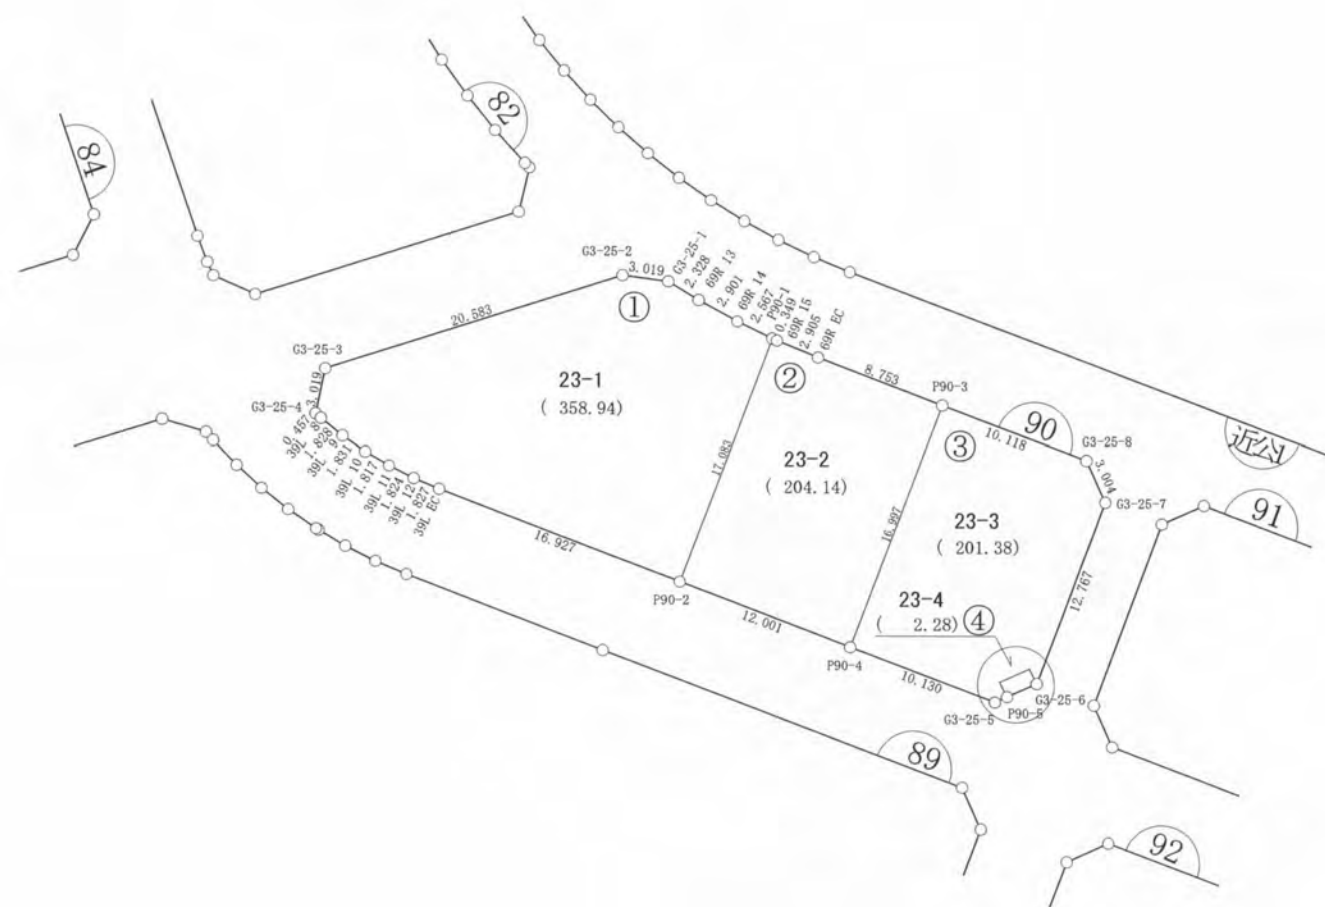 82
84
G3-25-2
3.019
G3-25-1
2.328
69R 13
2.901
69R 14
2.567
P90-1
0.349
69R 15
2.905
69R EC
①
20.583
G3-25-3
3.019
G3-25-4
0.457
39L 8
1.828
39L 9
1.831
39L 10
1.817
39L 11
1.824
39L 12
1.827
39L EC
23-1
( 358.94)
②
8.753
P90-3
10.118
90
近公1
③
G3-25-8
3.004
G3-25-7
91
17.083
23-2
( 204.14)
16.997
23-3
( 201.38)
12.767
16.927
P90-2
12.001
23-4
( 2.28)
④
P90-4
10.130
G3-25-6
P90-5
G3-25-5
89
92